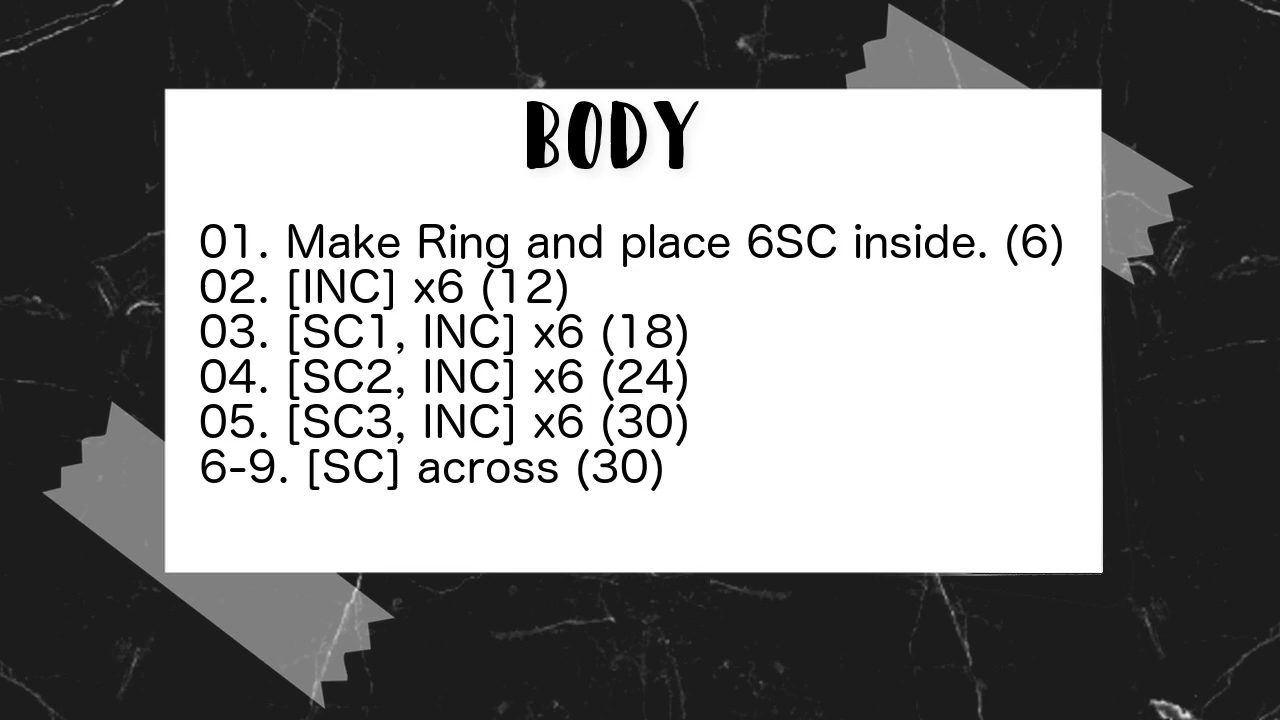 BODY
01. Make Ring and place 6SC inside. (6)
02. [INC] x6 (12)
03. [SC1, INC] x6 (18)
04. [SC2, INC] x6 (24)
05. [SC3, INC] x6 (30)
6-9. [SC] across (30)